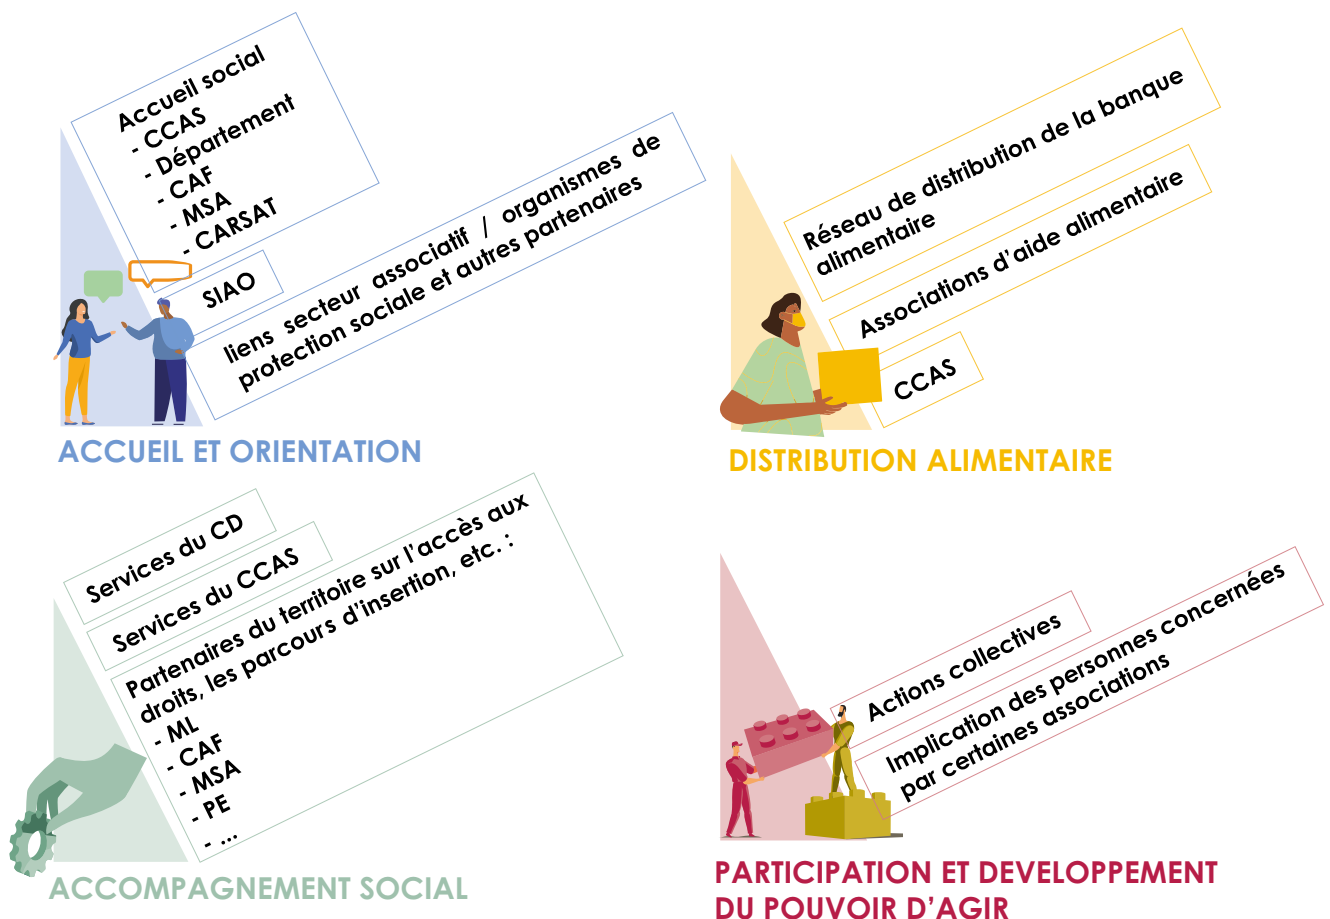 Accueil social
- CCAS
- Département
- CAF
- MSA
- CARSAT
SIAO
liens secteur associatif / organismes de
protection sociale et autres partenaires
ACCUEIL ET ORIENTATION
Réseau de distribution de la banque
alimentaire
Associations d'aide alimentaire
CCAS
DISTRIBUTION ALIMENTAIRE
Services du CD
Services du CCAS
Partenaires du territoire sur l'accès aux
droits, les parcours d'insertion, etc. :
- ML
- CAF
- MSA
- PE
- ...
ACCOMPAGNEMENT SOCIAL
Actions collectives
Implication des personnes concernées
par certaines associations
PARTICIPATION ET DEVELOPPEMENT
DU POUVOIR D'AGIR